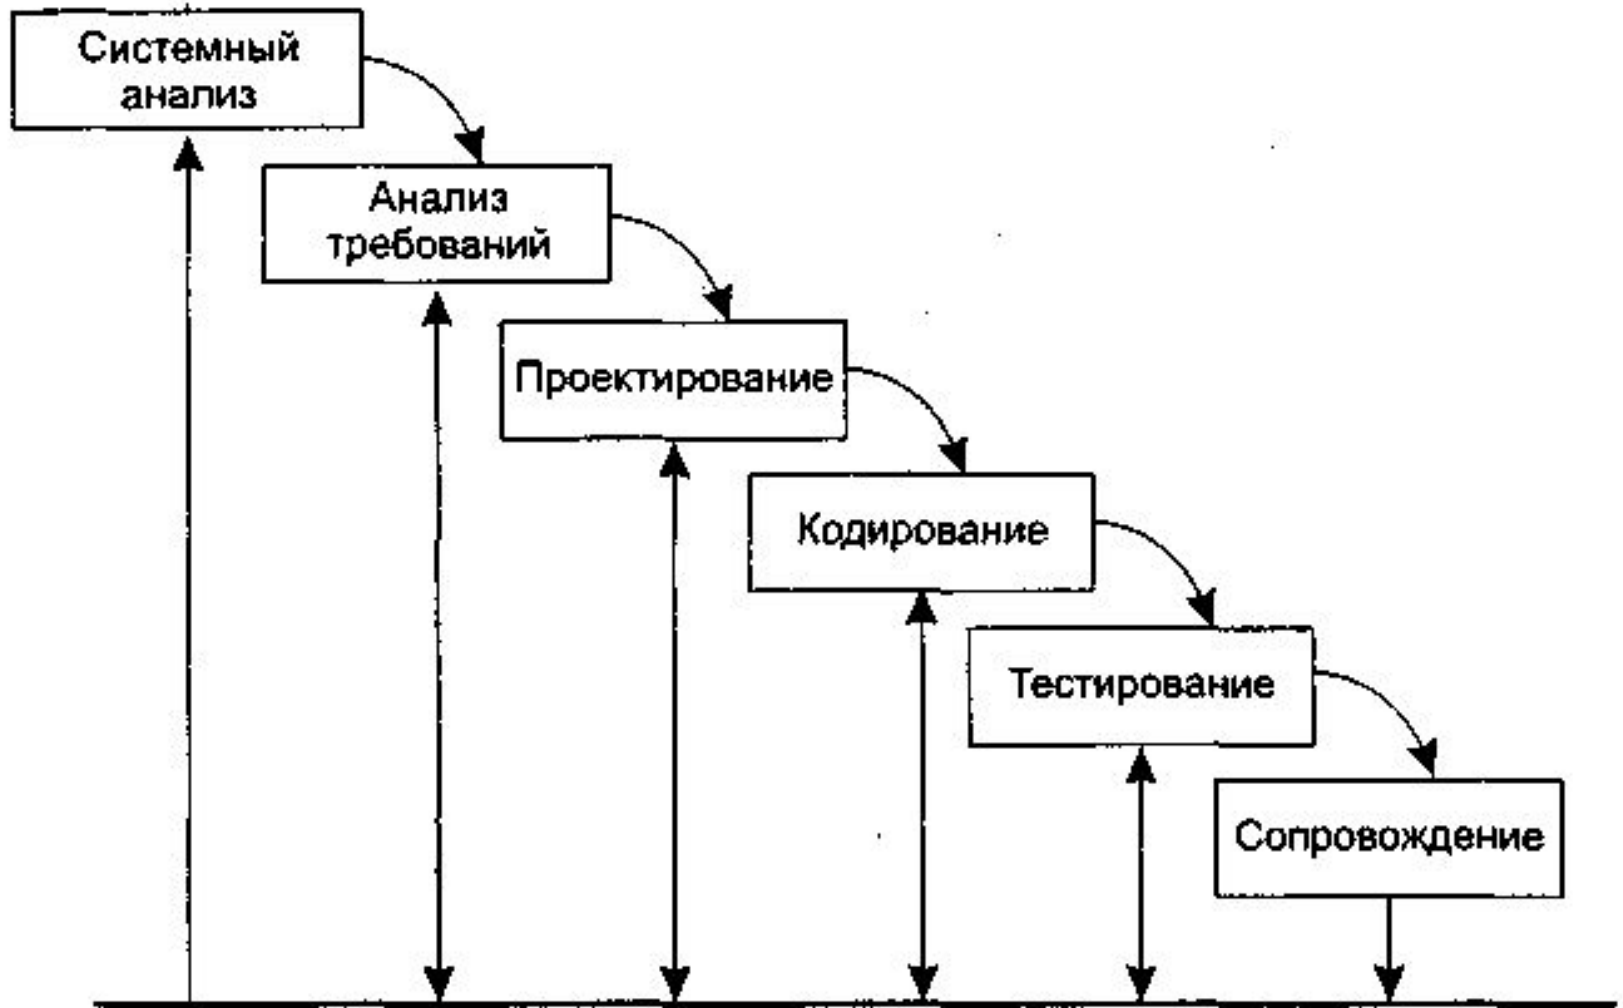 Системный
анализ
Анализ
требований
Проектирование
Кодирование
Тестирование
Сопровождение